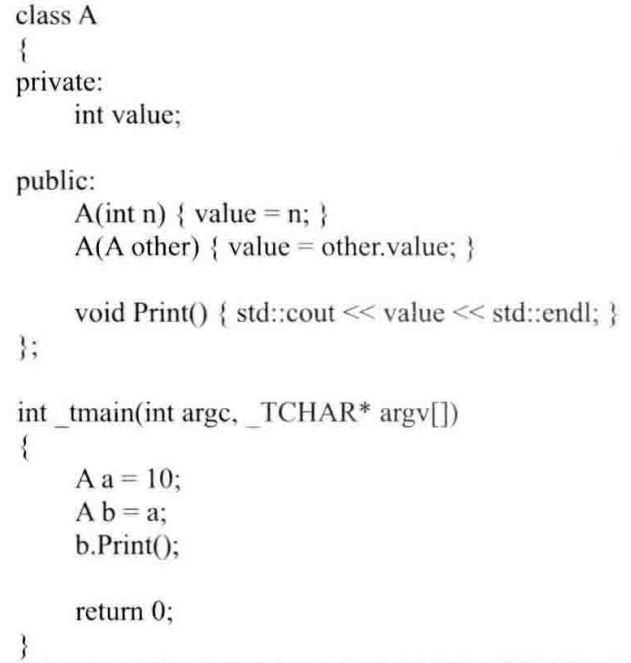 class A
{
private:
int value;
public:
A(int n) { value = n; }
A(A other) { value = other.value; }
void Print() { std::cout << value << std::endl; }
};
int _tmain(int argc, _TCHAR* argv[])
{
A a = 10;
A b = a;
b.Print();
return 0;
}